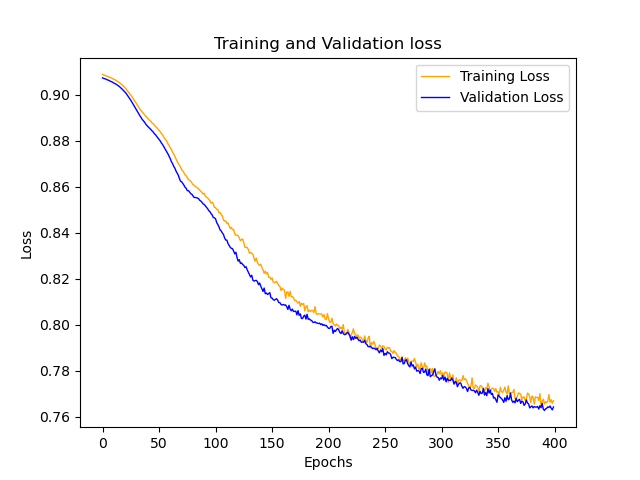 Training and Validation loss
Training Loss
Validation Loss
0.90
0.88
0.86
0.84
0.82
0.80
0.78
0.76
Loss
0 50 100 150 200 250 300 350 400
Epochs